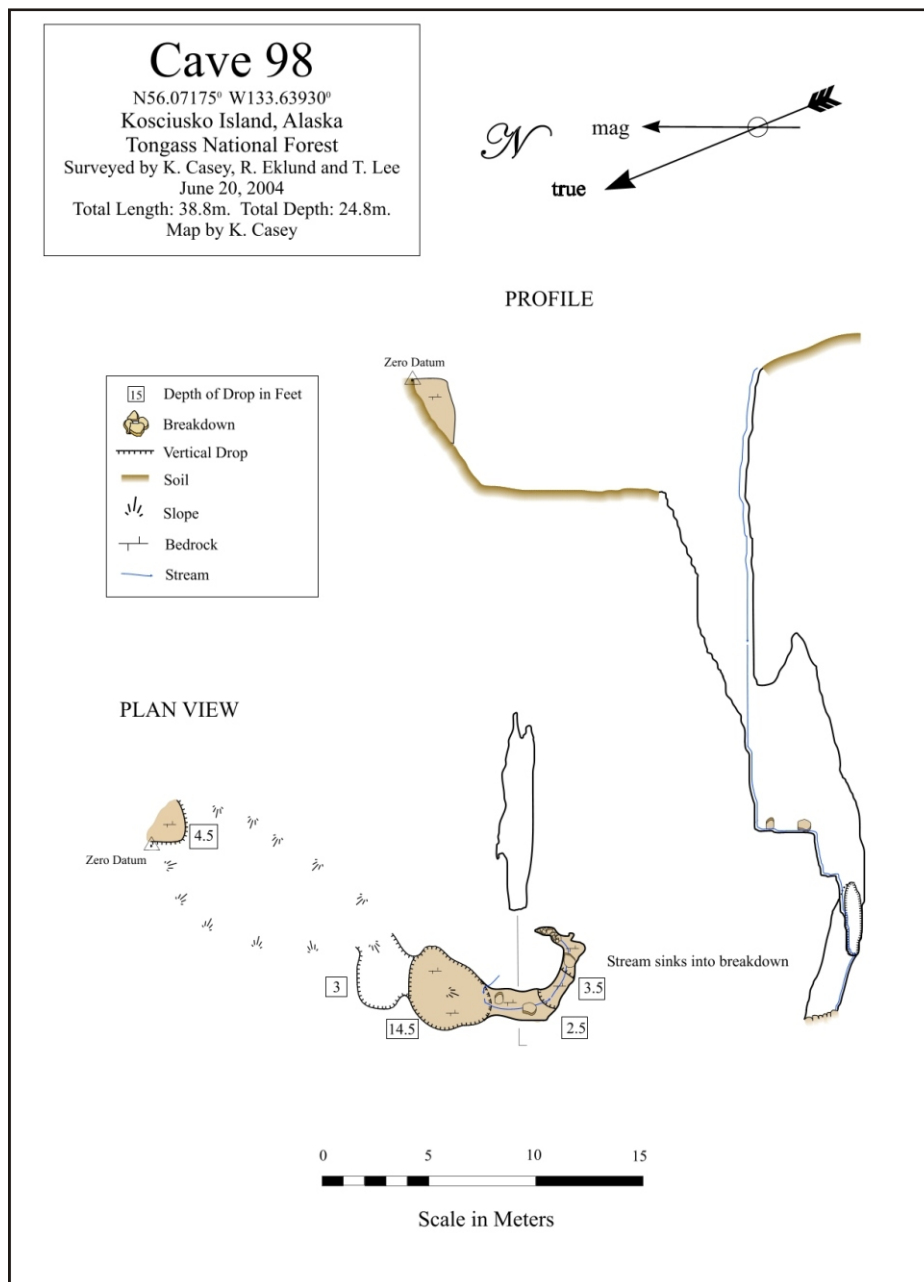 Cave 98
N56.07175⁰ W133.63930⁰
Kosciusko Island, Alaska
Tongass National Forest
Surveyed by K. Casey, R. Eklund and T. Lee
June 20, 2004
Total Length: 38.8m. Total Depth: 24.8m.
Map by K. Casey
N
mag
true
PROFILE
Zero Datum
15 Depth of Drop in Feet
Breakdown
Vertical Drop
Soil
Slope
Bedrock
Stream
PLAN VIEW
4.5
Zero Datum
Stream sinks into breakdown
3
3.5
14.5
2.5
0 5 10 15
Scale in Meters